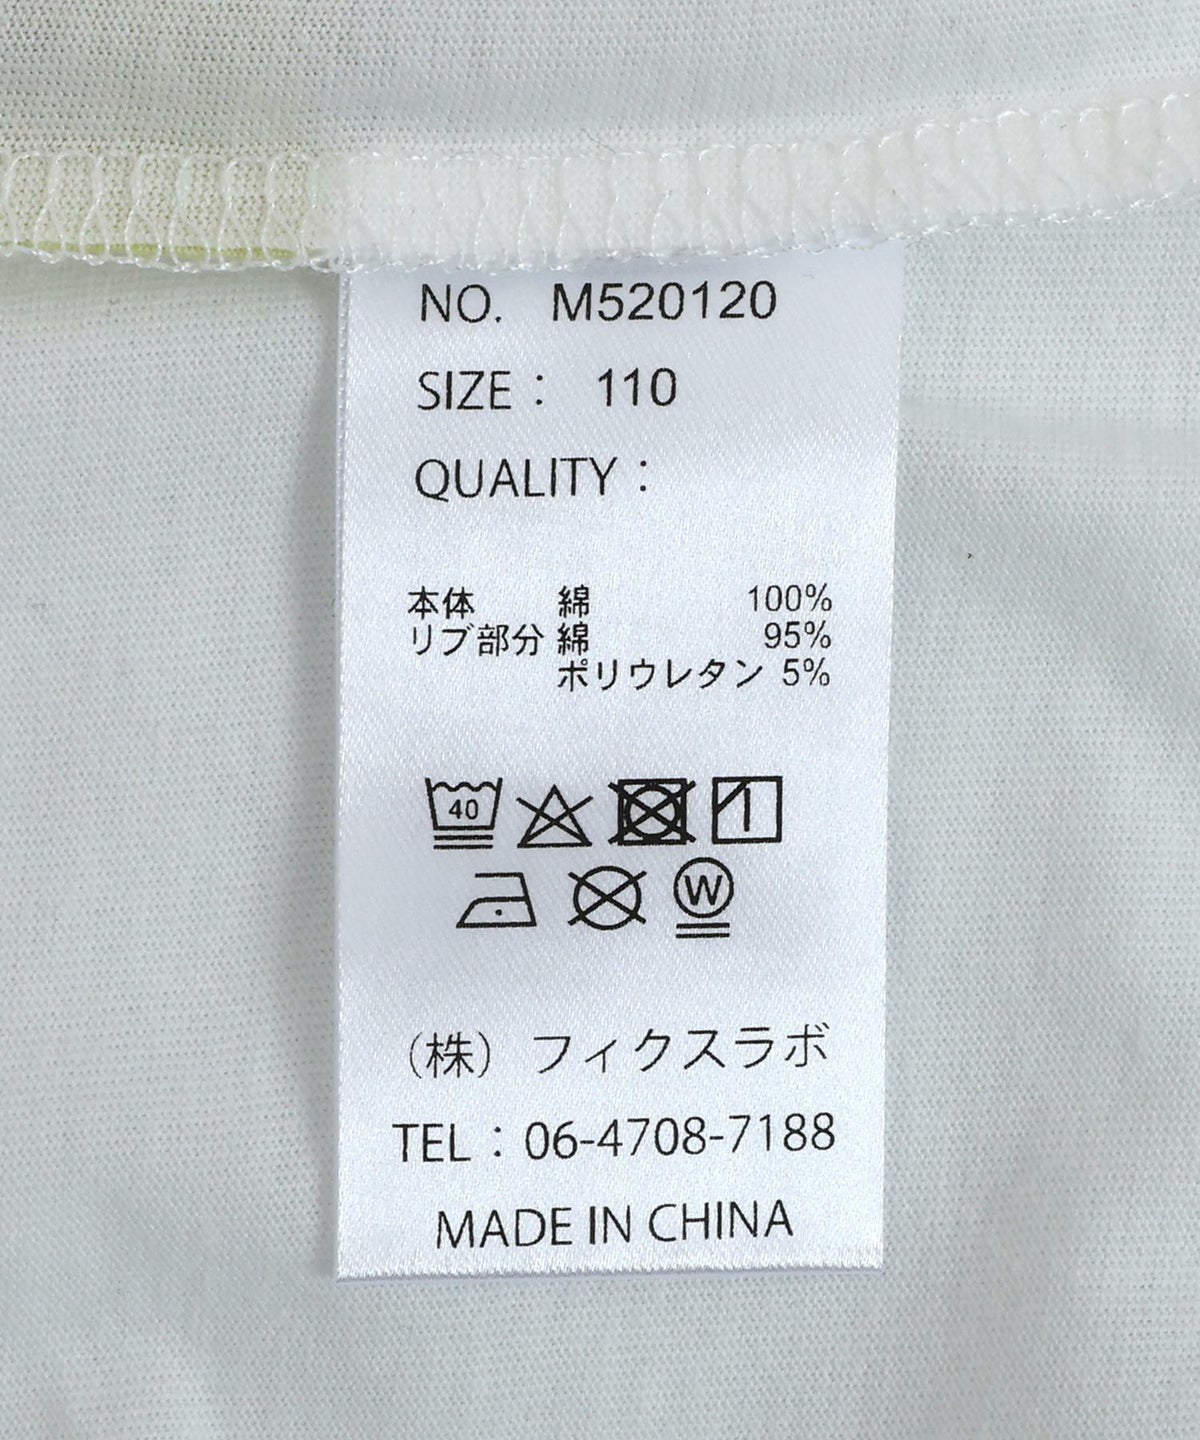 NO. M520120
SIZE： 110
QUALITY：
本体 綿 100%
リブ部分 綿 95%
ポリウレタン 5%
40
W
（株）フィクスラボ
TEL：06-4708-7188
MADE IN CHINA